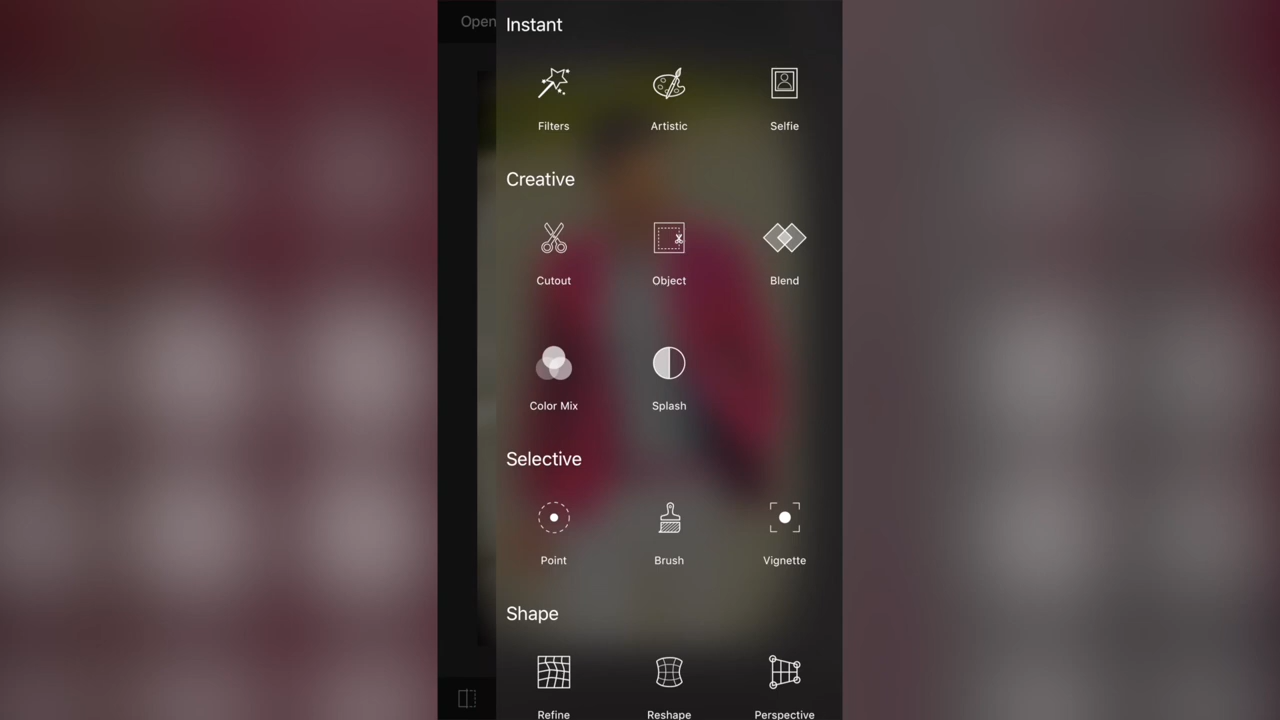 Open
Instant
Filters Artistic Selfie
Creative
Cutout Object Blend
Color Mix Splash
Selective
Point Brush Vignette
Shape
Refine Reshape Perspective